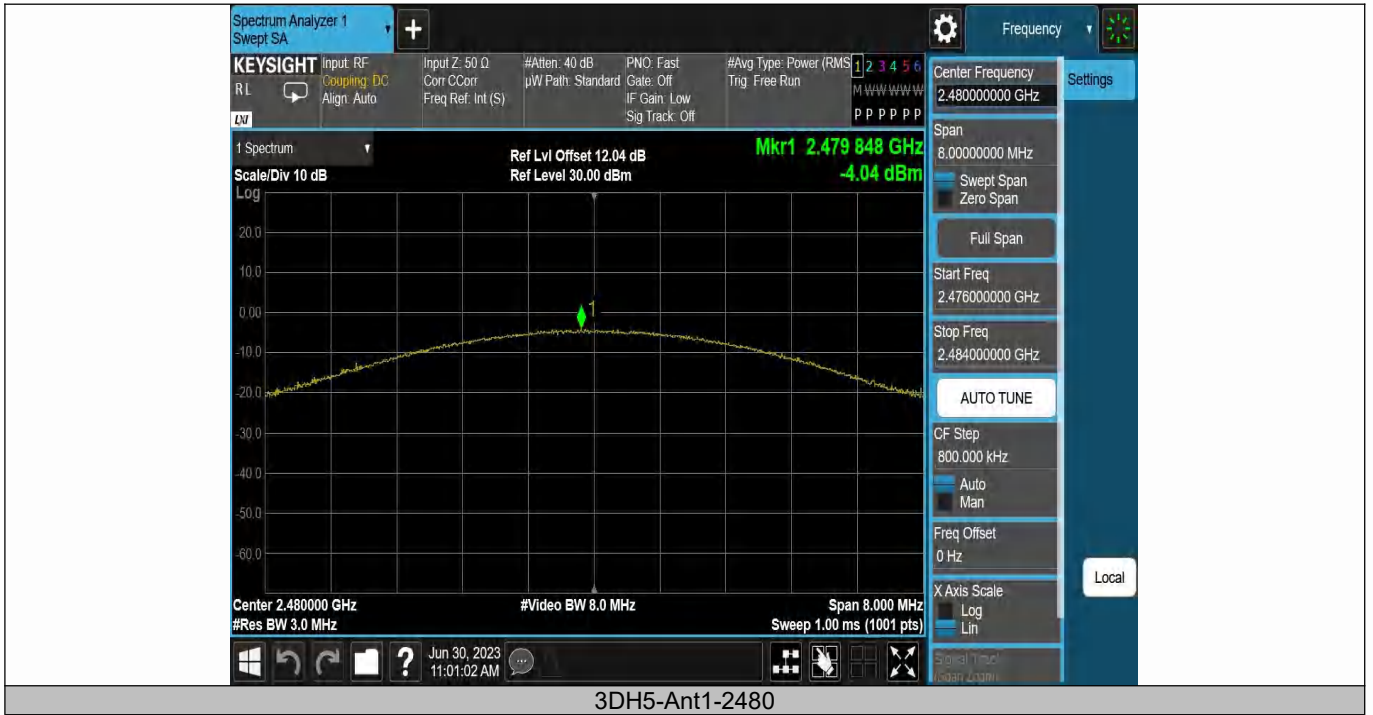 Spectrum Analyzer 1
Swept SA
Frequency
KEYSIGHT
Input: RF
Coupling: DC
Align: Auto
Input Z: 50 Ω
Corr CCorr
Freq Ref: Int (S)
#Atten: 40 dB
µW Path: Standard
PNO: Fast
Gate: Off
IF Gain: Low
Sig Track: Off
#Avg Type: Power (RMS
Trig: Free Run
1 2 3 4 5 6
M W W W W W
P P P P P P
R L
LXI
Center Frequency
2.480000000 GHz
Settings
1 Spectrum
Scale/Div 10 dB
Ref Lvl Offset 12.04 dB
Ref Level 30.00 dBm
Mkr1 2.479 848 GHz
-4.04 dBm
Span
8.00000000 MHz
Swept Span
Zero Span
Full Span
Start Freq
2.476000000 GHz
Stop Freq
2.484000000 GHz
AUTO TUNE
CF Step
800.000 kHz
Auto
Man
Freq Offset
0 Hz
X Axis Scale
Log
Lin
Signal Track
(Span Zoom)
Local
Log
20.0
10.0
0.00
-10.0
-20.0
-30.0
-40.0
-50.0
-60.0
1
Center 2.480000 GHz
#Res BW 3.0 MHz
#Video BW 8.0 MHz
Span 8.000 MHz
Sweep 1.00 ms (1001 pts)
?
Jun 30, 2023
11:01:02 AM
3DH5-Ant1-2480